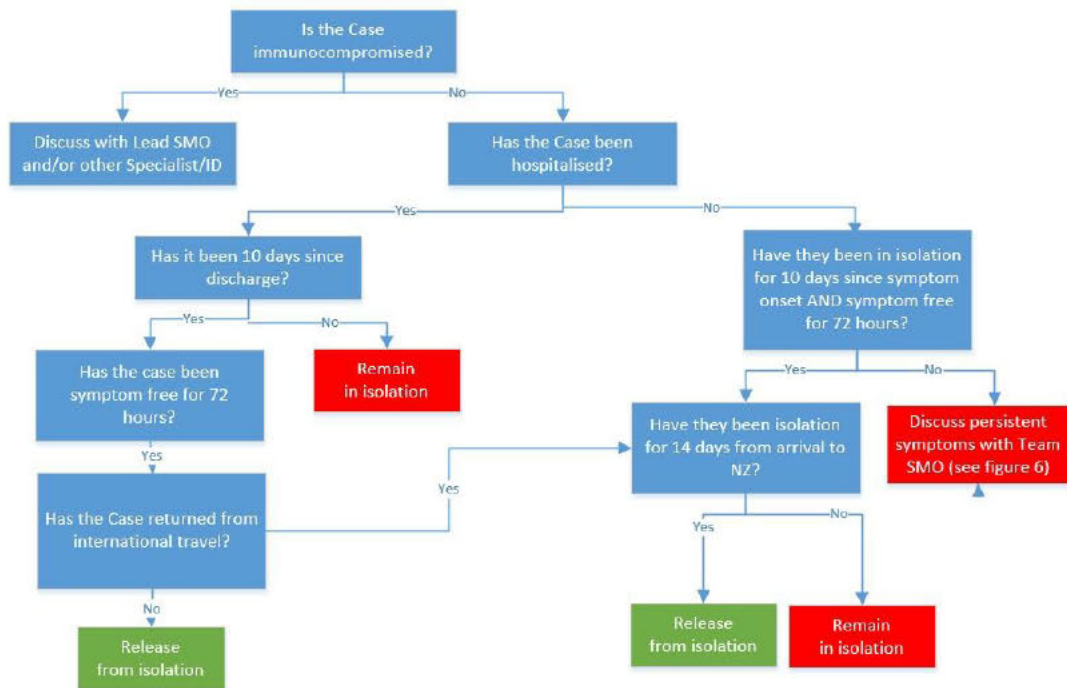 Is the Case
immunocompromised?
Yes
No
Discuss with Lead SMO
and/or other Specialist/ID
Has the Case been
hospitalised?
Yes
No
Has it been 10 days since
discharge?
Have they been in isolation
for 10 days since symptom
onset AND symptom free
for 72 hours?
Yes
No
Yes
No
Has the case been
symptom free for 72
hours?
Remain
in isolation
Have they been isolation
for 14 days from arrival to
NZ?
Discuss persistent
symptoms with Team
SMO (see figure 6)
Yes
Yes
Has the Case returned from
international travel?
Yes
No
No
Release
from isolation
Release
from isolation
Remain
in isolation